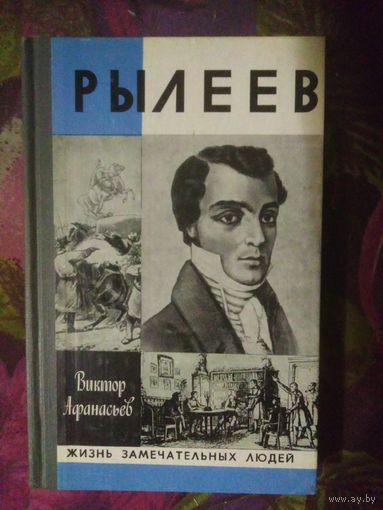 РЫЛЕЕВ
Виктор
Афанасьев
ЖИЗНЬ ЗАМЕЧАТЕЛЬНЫХ ЛЮДЕЙ
www.ay.by